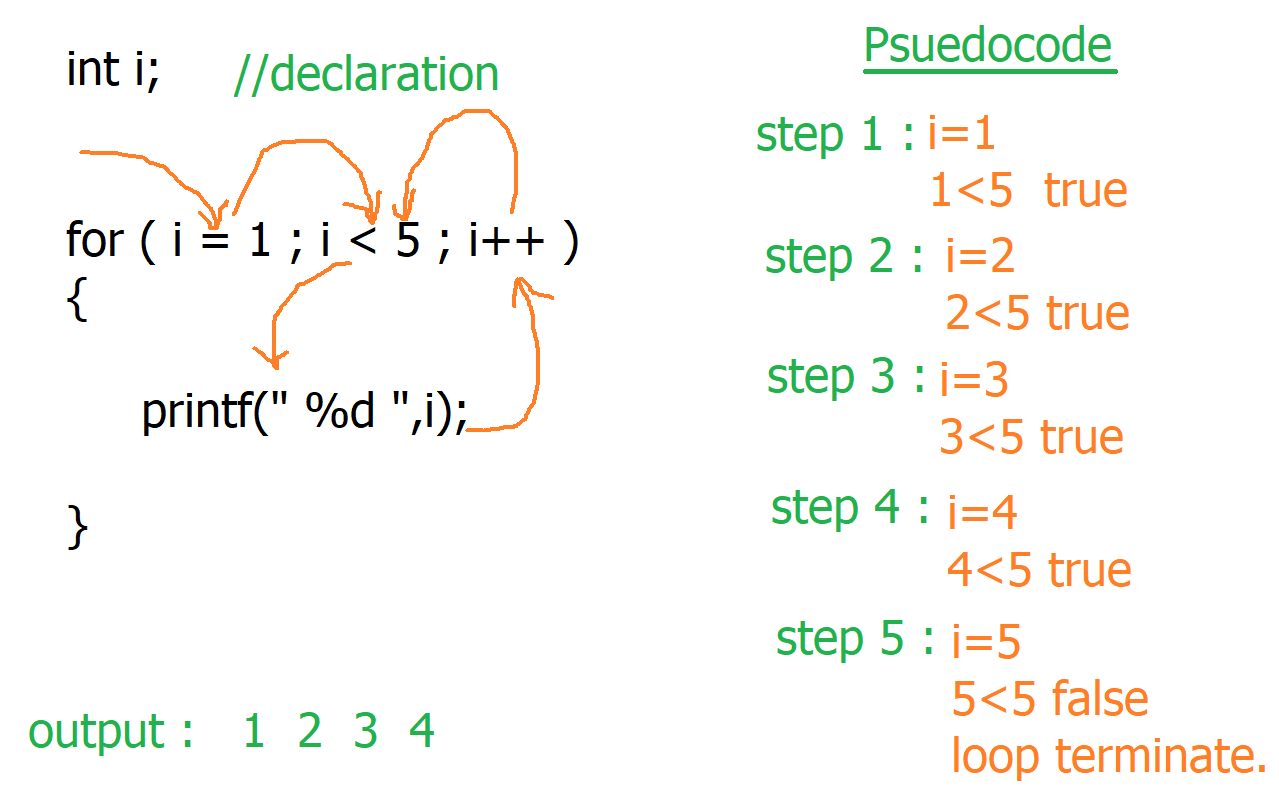 int i; //declaration
for ( i = 1 ; i < 5 ; i++ )
{
printf(" %d ",i);
}
output : 1 2 3 4
Psuedocode
step 1 : i=1
1<5 true
step 2 : i=2
2<5 true
step 3 : i=3
3<5 true
step 4 : i=4
4<5 true
step 5 : i=5
5<5 false
loop terminate.